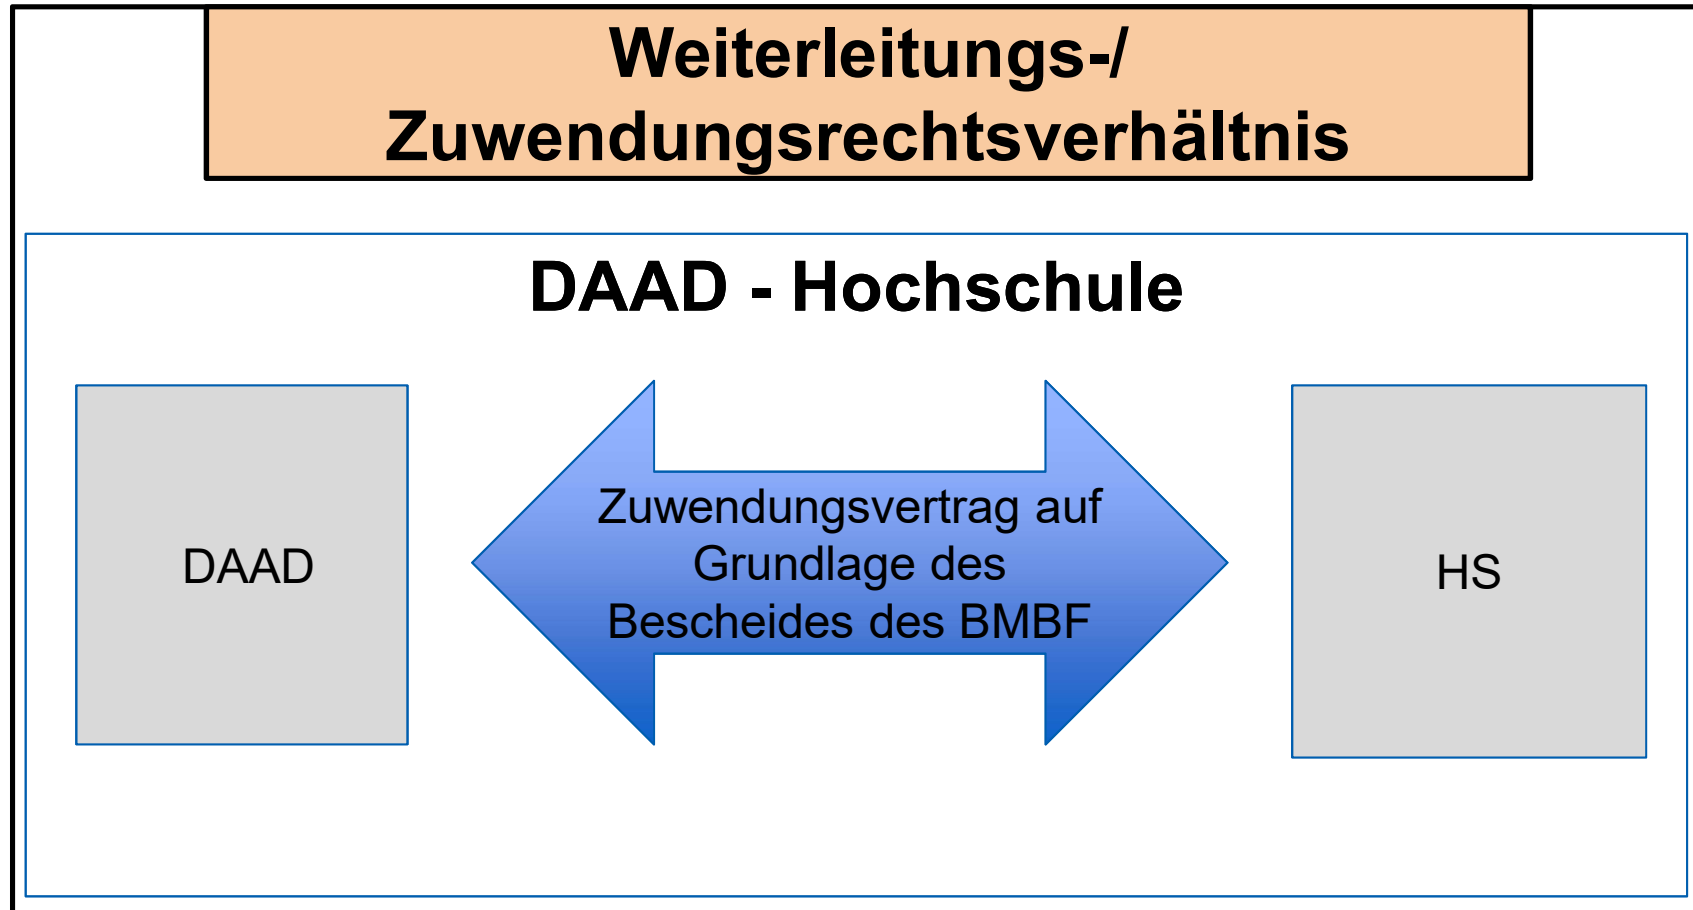 Weiterleitungs-/
Zuwendungsrechtsverhältnis
DAAD - Hochschule
DAAD
Zuwendungsvertrag auf
Grundlage des
Bescheides des BMBF
HS